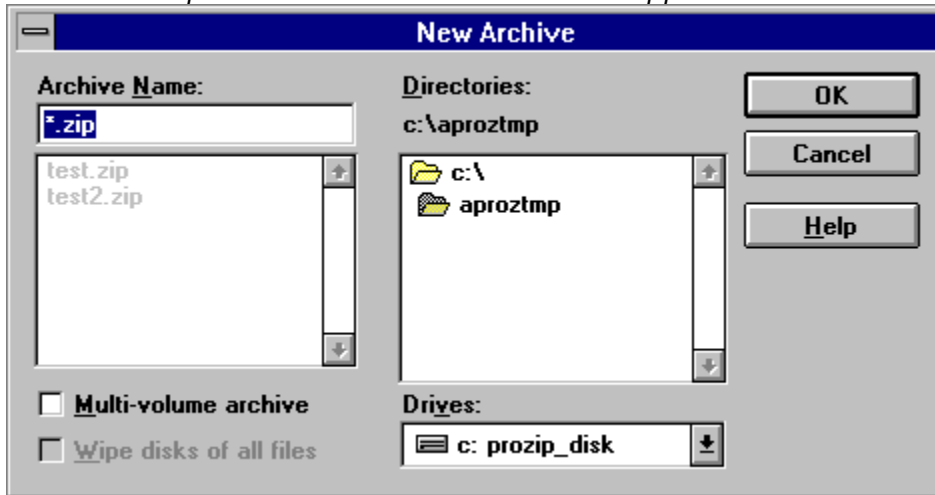 New Archive
Archive Name:
*.zip
test.zip
test2.zip
Multi-volume archive
Wipe disks of all files
Directories:
c:\aproztmp
c:\
aproztmp
Drives:
c: prozip_disk
OK
Cancel
Help